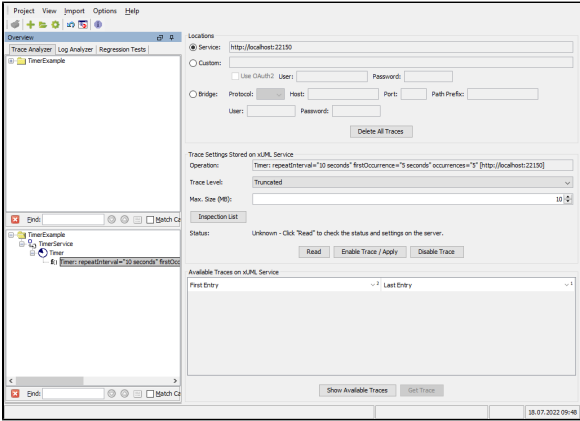 Project View Import Options Help
Overview
Trace Analyzer Log Analyzer Regression Tests
TimerExample
Find: Match Ca
TimerExample
TimerService
Timer
f() Timer: repeatInterval="10 seconds" firstOcc
Find: Match Ca
Locations
Service: http://localhost:22150
Custom:
Use OAuth2 User: Password:
Bridge: Protocol: Host: Port: Path Prefix:
User: Password:
Delete All Traces
Trace Settings Stored on xUML Service
Operation: Timer: repeatInterval="10 seconds" firstOccurrence="5 seconds" occurrences="5" [http://localhost:22150]
Trace Level: Truncated
Max. Size (MB): 10
Inspection List
Status: Unknown - Click "Read" to check the status and settings on the server.
Read Enable Trace / Apply Disable Trace
Available Traces on xUML Service
First Entry 2 Last Entry 1
Show Available Traces Get Trace
18.07.2022 09:48